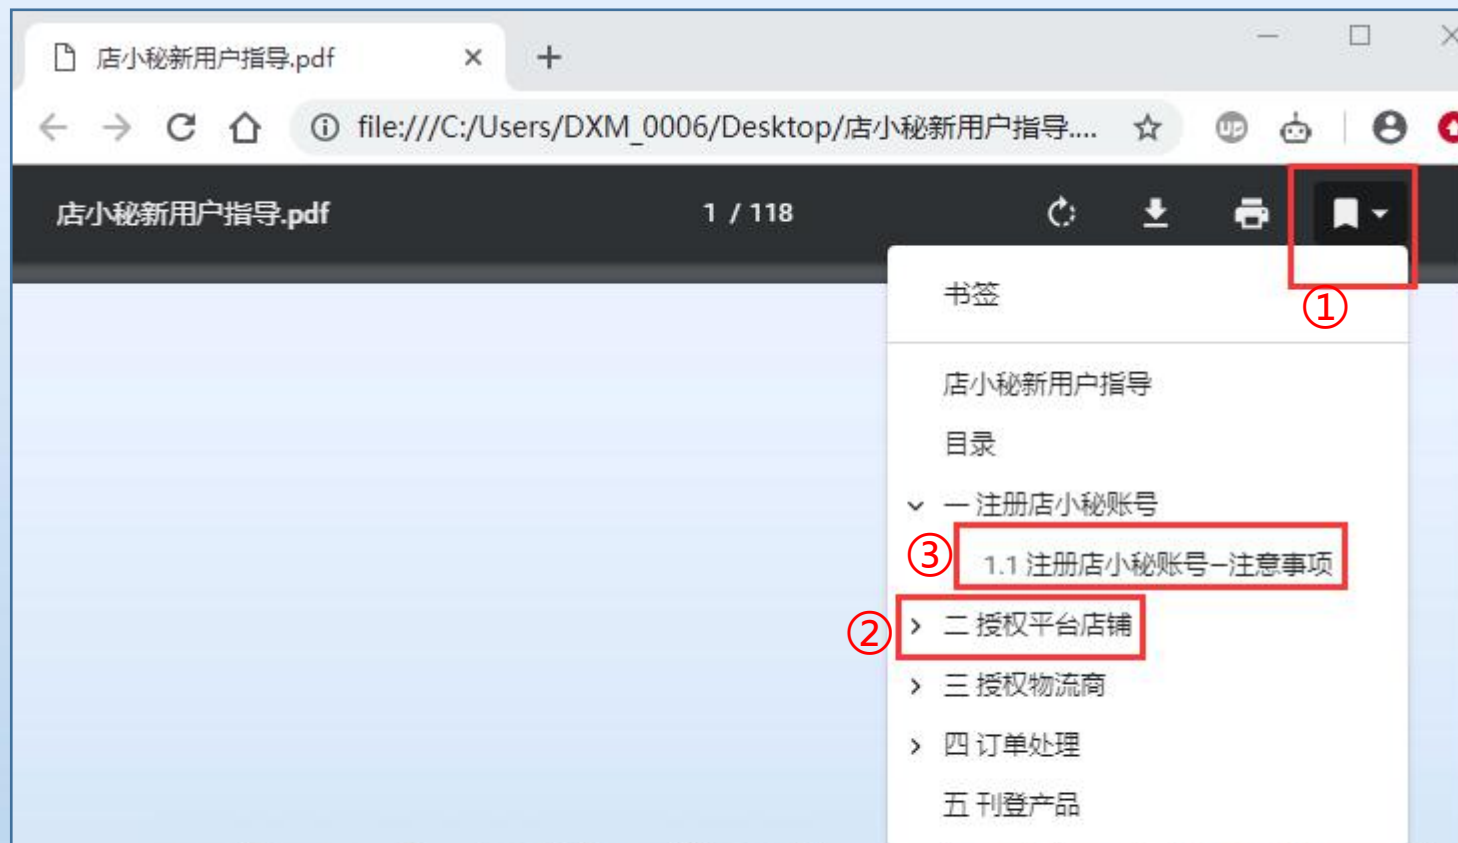 店小秘新用户指导.pdf
file:///C:/Users/DXM_0006/Desktop/店小秘新用户指导....
UP
店小秘新用户指导.pdf 1 / 118
书签
①
店小秘新用户指导
目录
一 注册店小秘账号
③ 1.1 注册店小秘账号—注意事项
② 二 授权平台店铺
三 授权物流商
四 订单处理
五 刊登产品